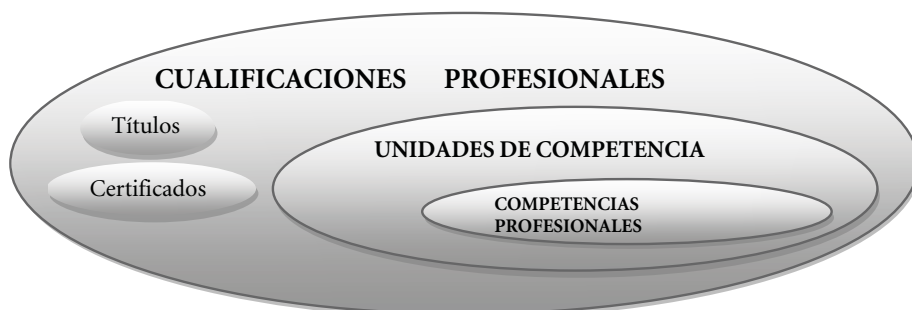 CUALIFICACIONES PROFESIONALES
Títulos
UNIDADES DE COMPETENCIA
Certificados
COMPETENCIAS
PROFESIONALES